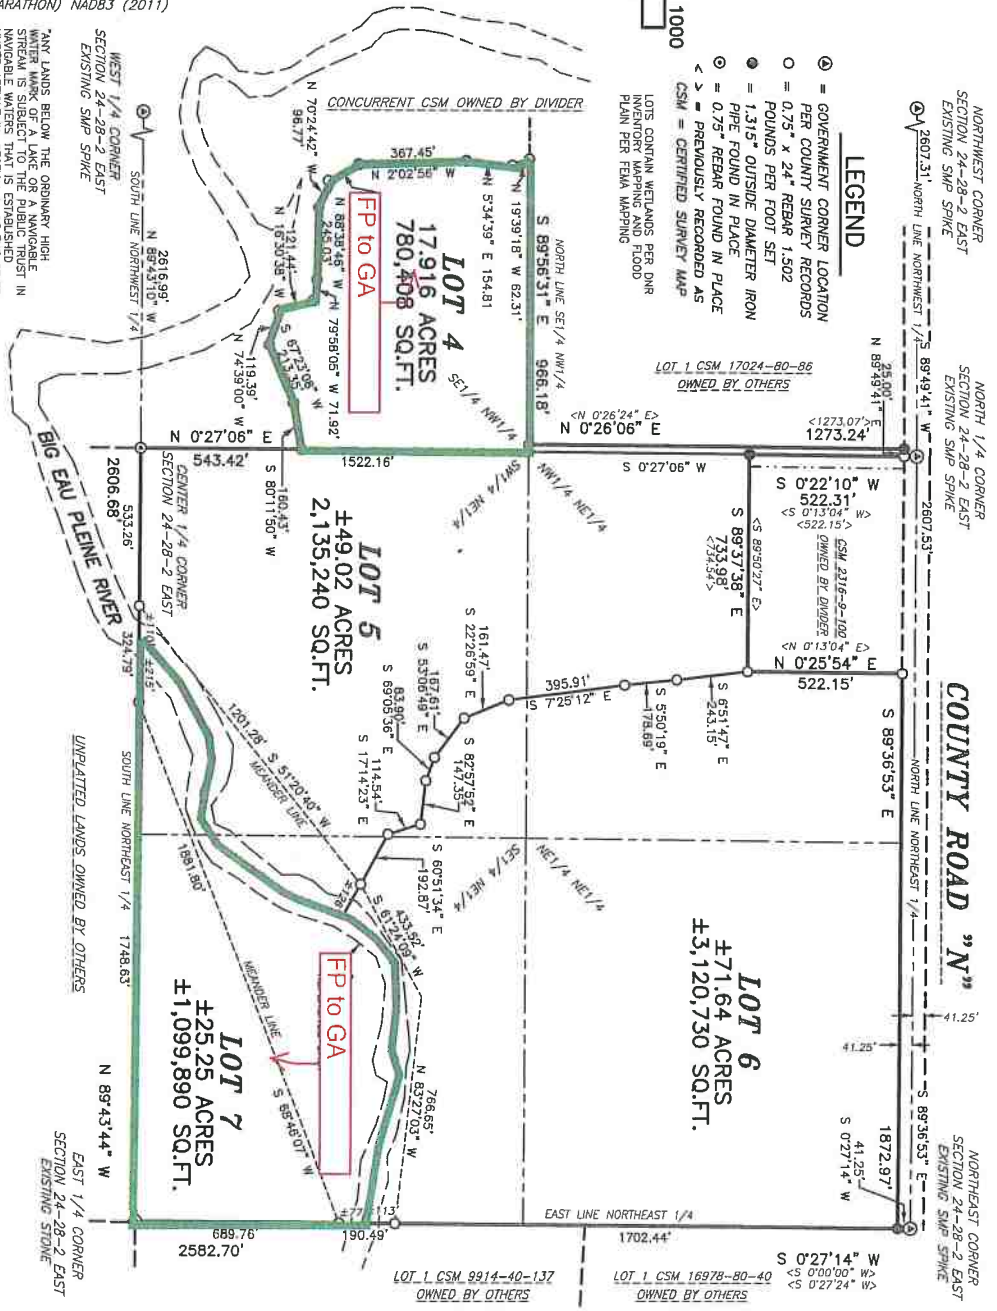 ARATHON) NAD83 (2011)
NORTHWEST CORNER
SECTION 24-28-2 EAST
EXISTING SMP SPIKE
2607.31'
NORTH LINE NORTHWEST 1/4
S 89°49'41" W
NORTH 1/4 CORNER
SECTION 24-28-2 EAST
EXISTING SMP SPIKE
2607.53'
COUNTY ROAD "N"
NORTH LINE NORTHEAST 1/4
S 89°36'53" E
NORTHEAST CORNER
SECTION 24-28-2 EAST
EXISTING SMP SPIKE
41.25'
41.25'
S 89°36'53" E
1872.97'
41.25'
S 0°27'14" W
1000
LEGEND
= GOVERNMENT CORNER LOCATION
PER COUNTY SURVEY RECORDS
= 0.75" x 24" REBAR 1.502
POUNDS PER FOOT SET
= 1.315" OUTSIDE DIAMETER IRON
PIPE FOUND IN PLACE
= 0.75" REBAR FOUND IN PLACE
< > = PREVIOUSLY RECORDED AS
CSM = CERTIFIED SURVEY MAP
LOTS CONTAIN WETLANDS PER DNR
INVENTORY MAPPING AND FLOOD
PLAIN PER FEMA MAPPING
LOT 1 CSM 17024-80-86
OWNED BY OTHERS
25.00'
N 89°49'41" E
<1273.07'>
1273.24'
<N 0°26'24" E>
N 0°26'06" E
S 0°27'06" W
S 0°22'10" W
522.31'
<S 0°13'04" W>
<522.15'>
CSM 2316-9-100
OWNED BY DIVIDER
<N 0°13'04" E>
N 0°25'54" E
522.15'
<S 89°50'27" E>
S 89°37'38" E
733.98'
<734.54'>
S 6°51'47" E
243.15'
S 5°50'19" E
178.69'
395.91'
S 7°25'12" E
161.47'
S 22°26'59" E
167.61'
S 53°06'49" E
83.90'
S 69°05'36" E
S 82°57'52" E
147.35'
114.54'
S 17°14'23" E
S 60°51'34" E
192.87'
LOT 6
±71.64 ACRES
±3,120,730 SQ.FT.
NW1/4 NE1/4
SW1/4 NE1/4
NE1/4 NE1/4
SE1/4 NE1/4
CONCURRENT CSM OWNED BY DIVIDER
NORTH LINE SE1/4 NW1/4
S 89°56'31" E 966.18'
N 19°39'18" W 62.31'
N 5°34'39" E 154.81
367.45'
N 2°02'56" W
N 70°24'42" W
96.77'
N 88°38'46" W
245.03'
121.44'
N 16°30'38" W
N 79°58'05" W 71.92'
S 67°23'08" W
213.35'
119.39'
N 74°39'00" W
160.43'
S 80°11'50" W
LOT 4
17.916 ACRES
780,408 SQ.FT.
FP to GA
SE1/4 NW1/4
N 0°27'06" E
543.42'
1522.16'
LOT 5
±49.02 ACRES
2,135,240 SQ.FT.
WEST 1/4 CORNER
SECTION 24-28-2 EAST
EXISTING SMP SPIKE
2616.99'
N 89°43'10" W
SOUTH LINE NORTHWEST 1/4
CENTER 1/4 CORNER
SECTION 24-28-2 EAST
BIG EAU PLEINE RIVER
533.26'
2606.68'
324.79'
±215'
1201.28'
S 51°20'40" W
MEANDER LINE
433.52'
S 61°24'09" W
766.65'
N 83°27'03" W
1881.80'
MEANDER LINE
S 68°46'07" W
FP to GA
LOT 7
±25.25 ACRES
±1,099,890 SQ.FT.
SOUTH LINE NORTHEAST 1/4
1748.63'
UNPLATTED LANDS OWNED BY OTHERS
N 89°43'44" W
EAST 1/4 CORNER
SECTION 24-28-2 EAST
EXISTING STONE
EAST LINE NORTHEAST 1/4
1702.44'
190.49'
689.76'
2582.70'
S 0°27'14" W
<S 0°00'00" W>
<S 0°27'24" W>
LOT 1 CSM 16978-80-40
OWNED BY OTHERS
LOT 1 CSM 9914-40-137
OWNED BY OTHERS
"ANY LANDS BELOW THE ORDINARY HIGH
WATER MARK OF A LAKE OR A NAVIGABLE
STREAM IS SUBJECT TO THE PUBLIC TRUST IN
NAVIGABLE WATERS THAT IS ESTABLISHED